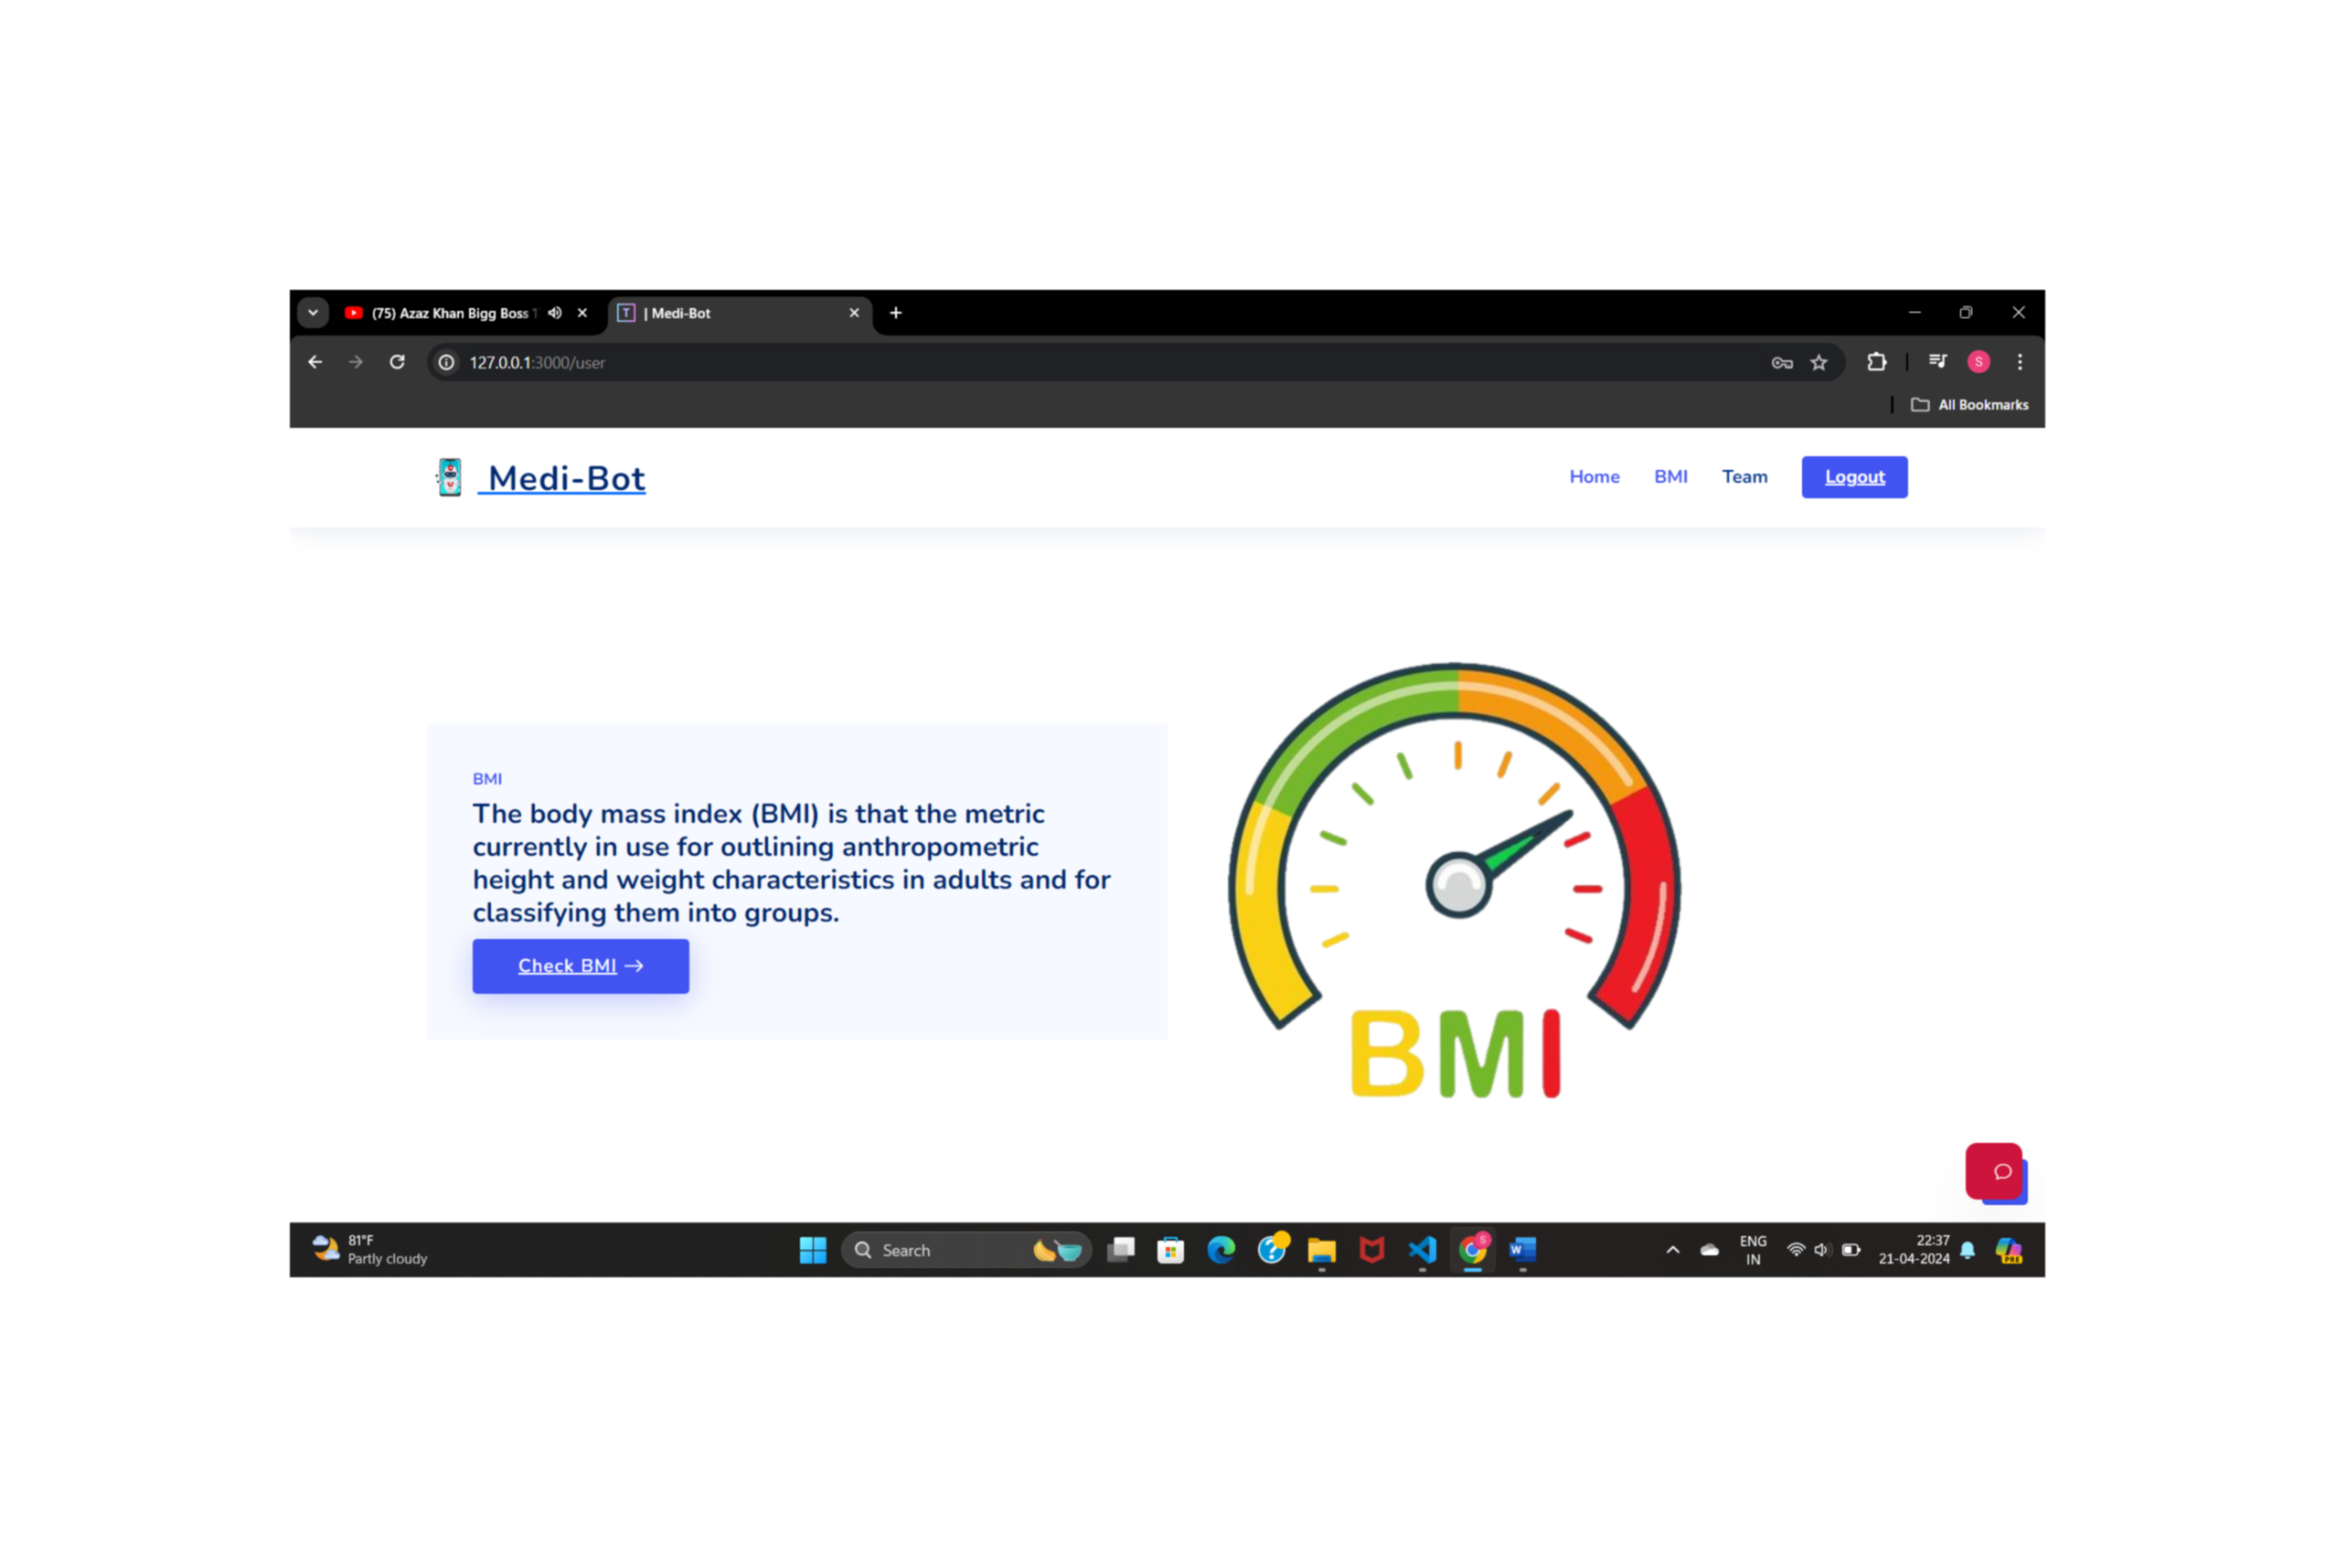 (75) Azaz Khan Bigg Boss 1
| Medi-Bot
127.0.0.1:3000/user
S
All Bookmarks
Medi-Bot
Home
BMI
Team
Logout
BMI
The body mass index (BMI) is that the metric
currently in use for outlining anthropometric
height and weight characteristics in adults and for
classifying them into groups.
Check BMI →
BMI
81°F
Partly cloudy
Search
ENG
IN
22:37
21-04-2024
PRE